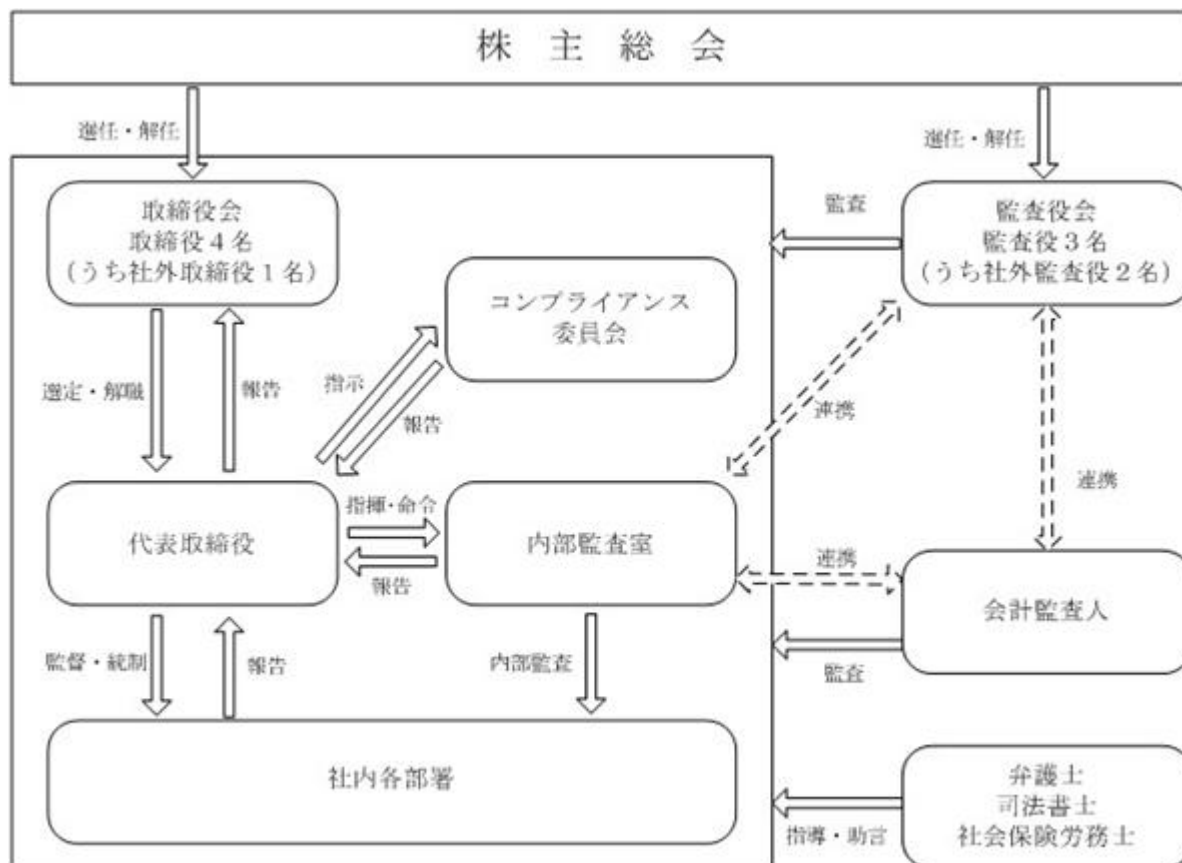 株主総会
選任・解任
選任・解任
取締役会
取締役４名
（うち社外取締役１名）
監査
監査役会
監査役３名
（うち社外監査役２名）
コンプライアンス
委員会
選定・解職
報告
指示
報告
連携
連携
代表取締役
指揮・命令
報告
内部監査室
連携
会計監査人
監督・統制
報告
内部監査
監査
社内各部署
指導・助言
弁護士
司法書士
社会保険労務士